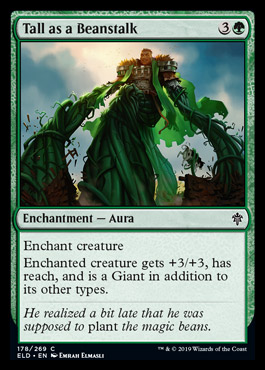 Tall as a Beanstalk 3
Enchantment — Aura
Enchant creature
Enchanted creature gets +3/+3, has
reach, and is a Giant in addition to
its other types.
He realized a bit late that he was
supposed to plant the magic beans.
178/269 C
ELD • EN Emrah Elmasli
™ & © 2019 Wizards of the Coast